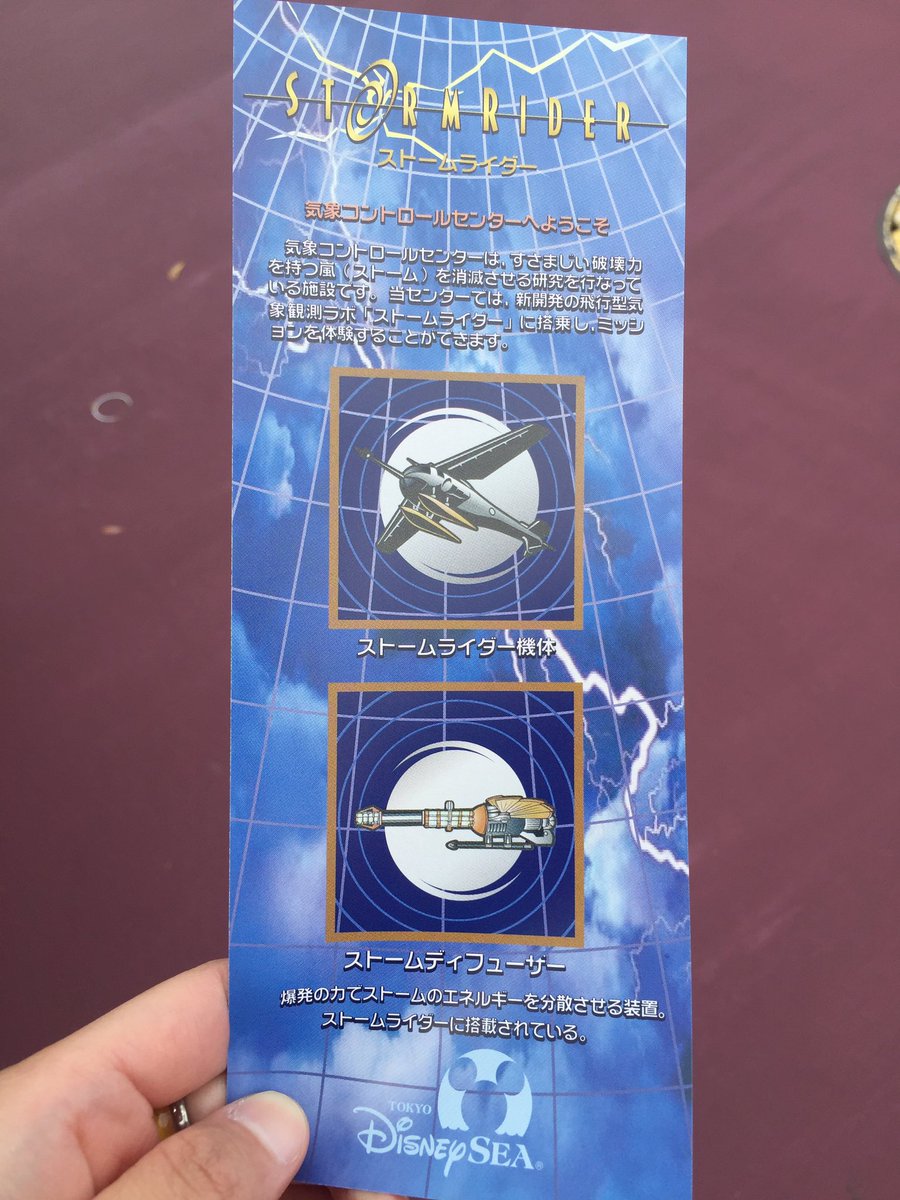 STORMRIDER
ストームライダー
気象コントロールセンターへようこそ
気象コントロールセンターは、すさまじい破壊力
を持つ嵐（ストーム）を消滅させる研究を行なって
いる施設です。当センターでは、新開発の飛行型気
象観測ラボ「ストームライダー」に搭乗し、ミッシ
ョンを体験することができます。
ストームライダー機体
ストームディフューザー
爆発の力でストームのエネルギーを分散させる装置。
ストームライダーに搭載されている。
TOKYO
DISNEY SEA®